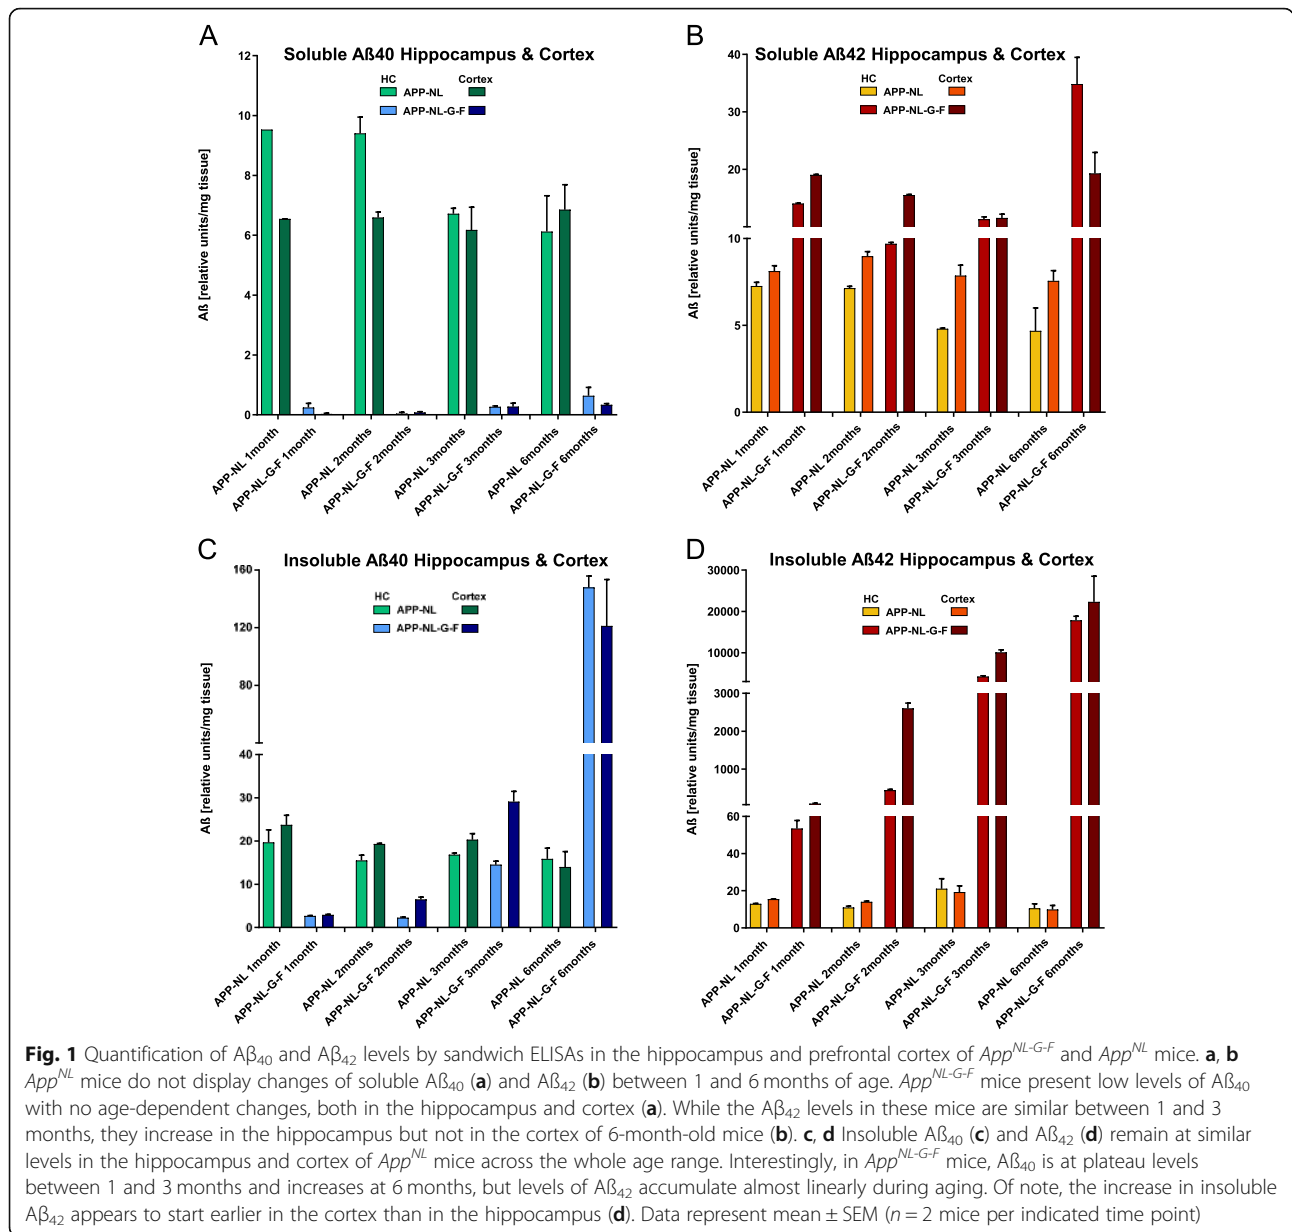 A
Soluble Aß40 Hippocampus & Cortex
HC Cortex
APP-NL
APP-NL-G-F
Aß [relative units/mg tissue]
12
10
8
6
4
2
0
APP-NL 1month
APP-NL-G-F 1month
APP-NL 2months
APP-NL-G-F 2months
APP-NL 3months
APP-NL-G-F 3months
APP-NL 6months
APP-NL-G-F 6months
B
Soluble Aß42 Hippocampus & Cortex
HC Cortex
APP-NL
APP-NL-G-F
Aß [relative units/mg tissue]
40
30
20
10
5
0
APP-NL 1month
APP-NL-G-F 1month
APP-NL 2months
APP-NL-G-F 2months
APP-NL 3months
APP-NL-G-F 3months
APP-NL 6months
APP-NL-G-F 6months
C
Insoluble Aß40 Hippocampus & Cortex
HC Cortex
APP-NL
APP-NL-G-F
Aß [relative units/mg tissue]
160
120
80
40
30
20
10
0
APP-NL 1month
APP-NL-G-F 1month
APP-NL 2months
APP-NL-G-F 2months
APP-NL 3months
APP-NL-G-F 3months
APP-NL 6months
APP-NL-G-F 6months
D
Insoluble Aß42 Hippocampus & Cortex
HC Cortex
APP-NL
APP-NL-G-F
Aß [relative units/mg tissue]
30000
20000
10000
3000
2000
1000
60
40
20
0
APP-NL 1month
APP-NL-G-F 1month
APP-NL 2months
APP-NL-G-F 2months
APP-NL 3months
APP-NL-G-F 3months
APP-NL 6months
APP-NL-G-F 6months
Fig. 1 Quantification of Aβ40 and Aβ42 levels by sandwich ELISAs in the hippocampus and prefrontal cortex of App^NL-G-F and App^NL mice. a, b
App^NL mice do not display changes of soluble Aβ40 (a) and Aβ42 (b) between 1 and 6 months of age. App^NL-G-F mice present low levels of Aβ40
with no age-dependent changes, both in the hippocampus and cortex (a). While the Aβ42 levels in these mice are similar between 1 and 3
months, they increase in the hippocampus but not in the cortex of 6-month-old mice (b). c, d Insoluble Aβ40 (c) and Aβ42 (d) remain at similar
levels in the hippocampus and cortex of App^NL mice across the whole age range. Interestingly, in App^NL-G-F mice, Aβ40 is at plateau levels
between 1 and 3 months and increases at 6 months, but levels of Aβ42 accumulate almost linearly during aging. Of note, the increase in insoluble
Aβ42 appears to start earlier in the cortex than in the hippocampus (d). Data represent mean ± SEM (n = 2 mice per indicated time point)